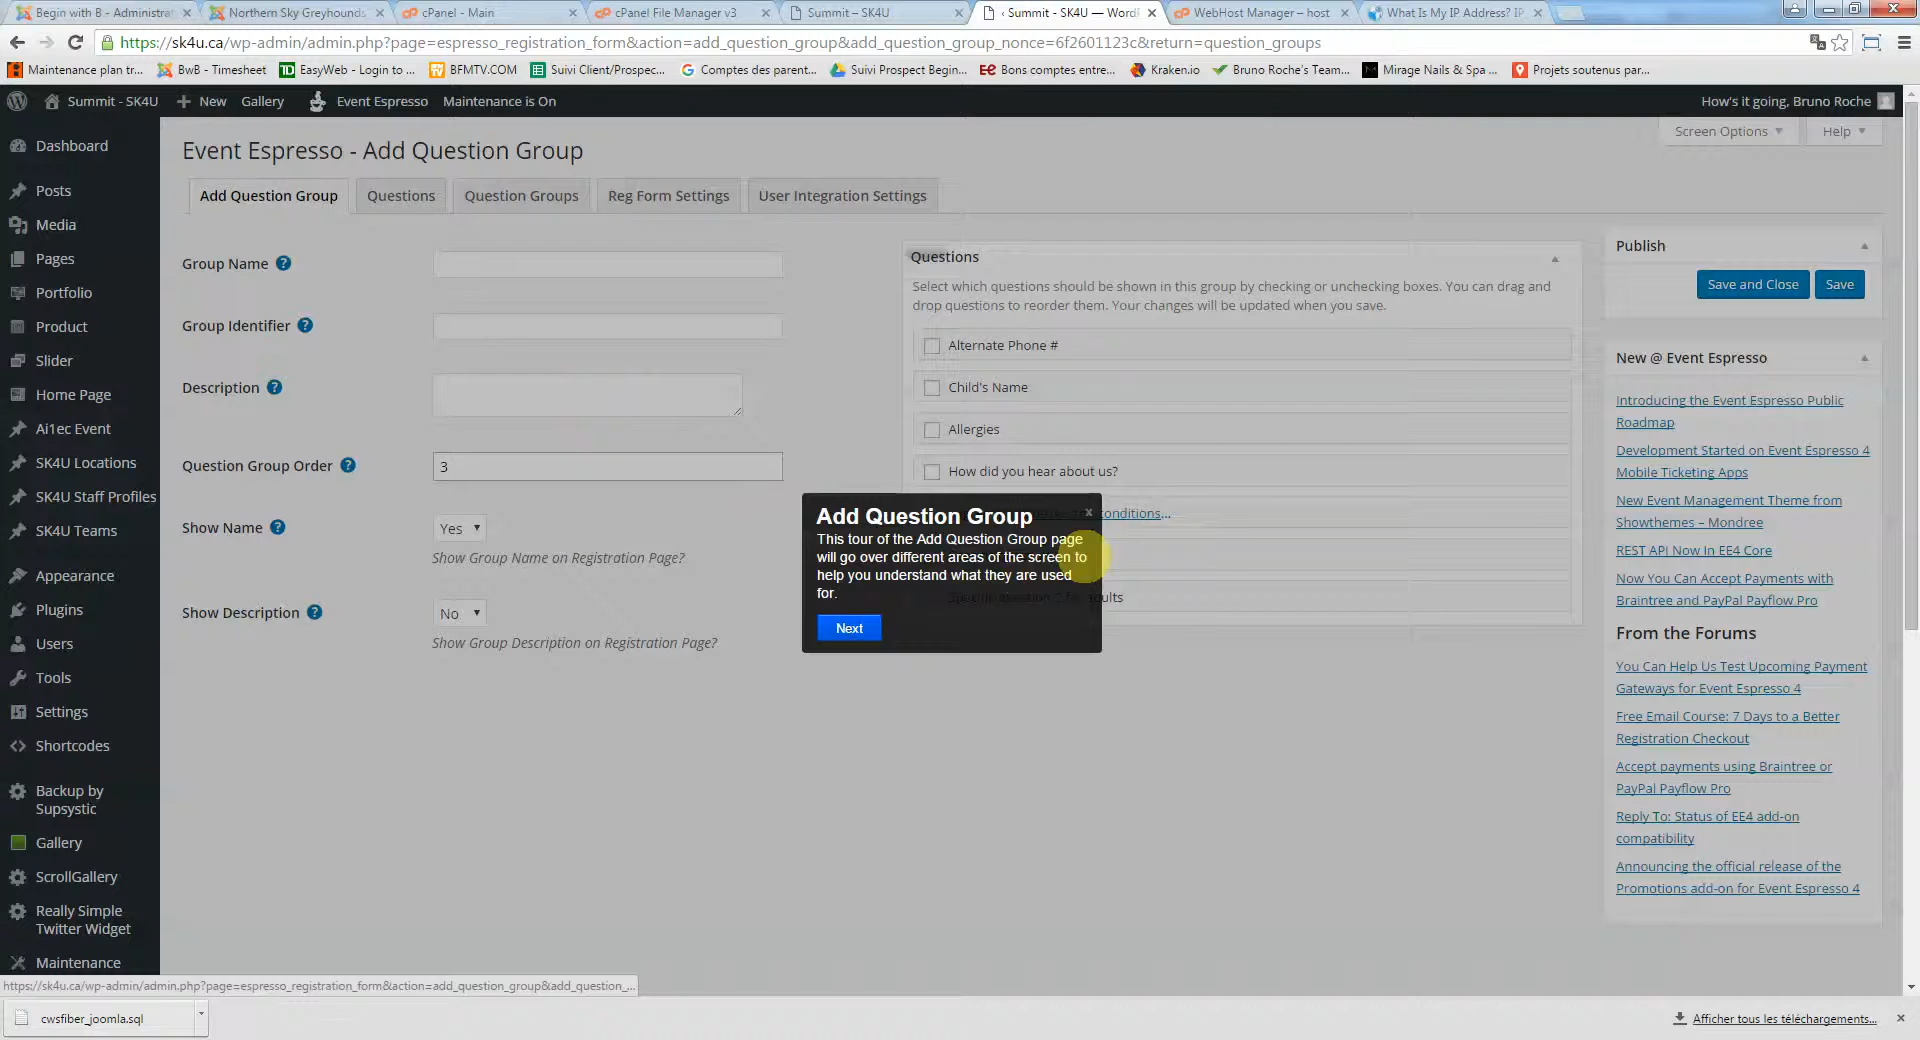 Begin with B - Administra
Northern Sky Greyhounds
cPanel - Main
cPanel File Manager v3
Summit – SK4U
‹ Summit - SK4U — WordP
WebHost Manager – host
What Is My IP Address? IP
https://sk4u.ca/wp-admin/admin.php?page=espresso_registration_form&action=add_question_group&add_question_group_nonce=6f2601123c&return=question_groups
Maintenance plan tr...
BwB - Timesheet
EasyWeb - Login to ...
BFMTV.COM
Suivi Client/Prospec...
Comptes des parent...
Suivi Prospect Begin...
Bons comptes entre...
Kraken.io
Bruno Roche's Team...
Mirage Nails & Spa ...
Projets soutenus par...
Summit - SK4U
New
Gallery
Event Espresso
Maintenance is On
How's it going, Bruno Roche
Dashboard
Posts
Media
Pages
Portfolio
Product
Slider
Home Page
Ai1ec Event
SK4U Locations
SK4U Staff Profiles
SK4U Teams
Appearance
Plugins
Users
Tools
Settings
Shortcodes
Backup by
Supsystic
Gallery
ScrollGallery
Really Simple
Twitter Widget
Maintenance
Screen Options
Help
Event Espresso - Add Question Group
Add Question Group
Questions
Question Groups
Reg Form Settings
User Integration Settings
Group Name
Group Identifier
Description
Question Group Order
3
Show Name
Yes
Show Group Name on Registration Page?
Show Description
No
Show Group Description on Registration Page?
Questions
Select which questions should be shown in this group by checking or unchecking boxes. You can drag and
drop questions to reorder them. Your changes will be updated when you save.
Alternate Phone #
Child's Name
Allergies
How did you hear about us?
conditions...
adults
Add Question Group
This tour of the Add Question Group page
will go over different areas of the screen to
help you understand what they are used
for.
Next
Publish
Save and Close
Save
New @ Event Espresso
Introducing the Event Espresso Public
Roadmap
Development Started on Event Espresso 4
Mobile Ticketing Apps
New Event Management Theme from
Showthemes – Mondree
REST API Now In EE4 Core
Now You Can Accept Payments with
Braintree and PayPal Payflow Pro
From the Forums
You Can Help Us Test Upcoming Payment
Gateways for Event Espresso 4
Free Email Course: 7 Days to a Better
Registration Checkout
Accept payments using Braintree or
PayPal Payflow Pro
Reply To: Status of EE4 add-on
compatibility
Announcing the official release of the
Promotions add-on for Event Espresso 4
https://sk4u.ca/wp-admin/admin.php?page=espresso_registration_form&action=add_question_group&add_question_...
cwsfiber_joomla.sql
Afficher tous les téléchargements...